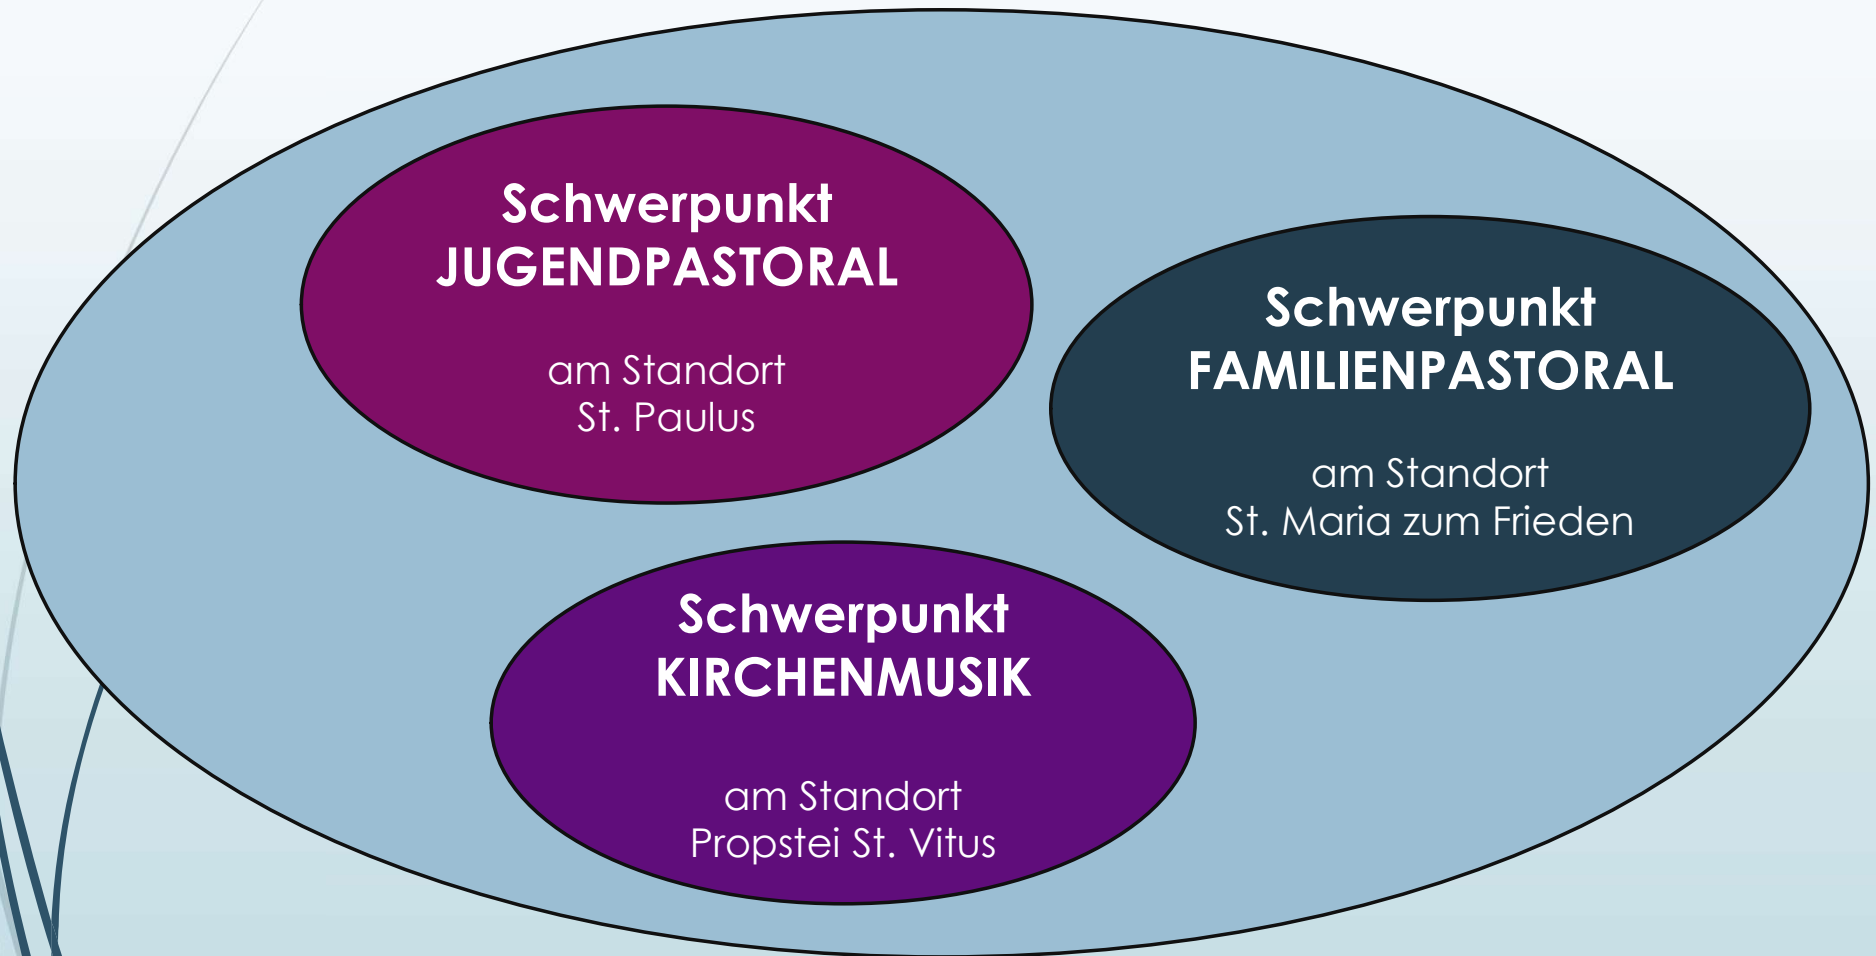 Schwerpunkt
JUGENDPASTORAL
am Standort
St. Paulus
Schwerpunkt
FAMILIENPASTORAL
am Standort
St. Maria zum Frieden
Schwerpunkt
KIRCHENMUSIK
am Standort
Propstei St. Vitus